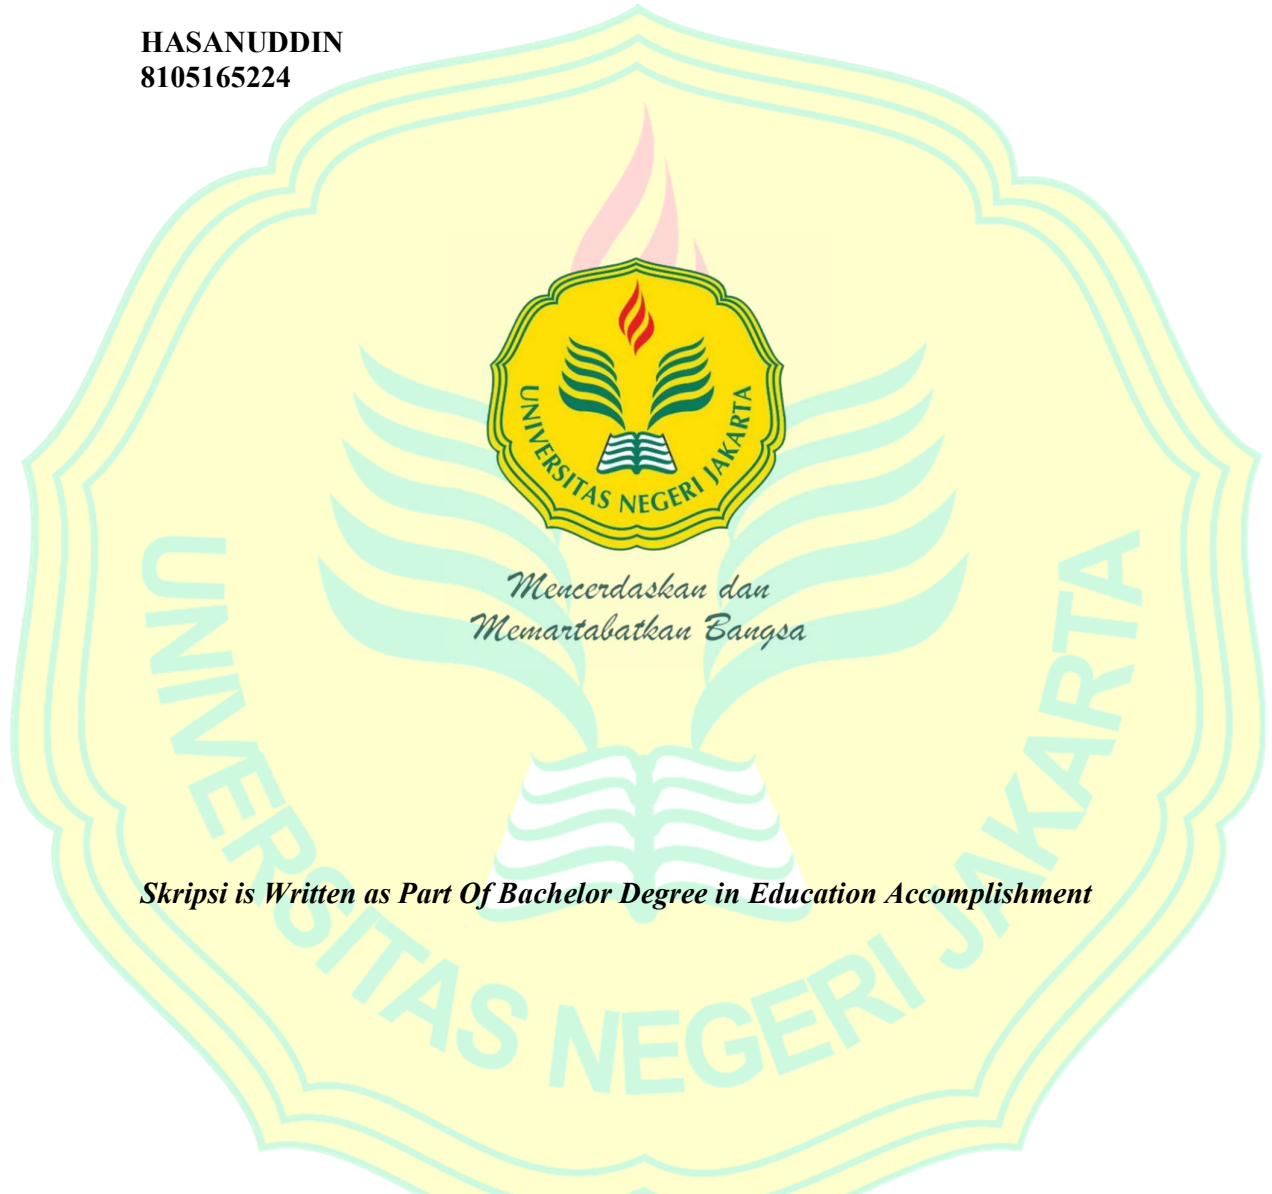 HASANUDDIN
8105165224
UNIVERSITAS NEGERI JAKARTA
Mencerdaskan dan
Memartabatkan Bangsa
Skripsi is Written as Part Of Bachelor Degree in Education Accomplishment
UNIVERSITAS NEGERI JAKARTA